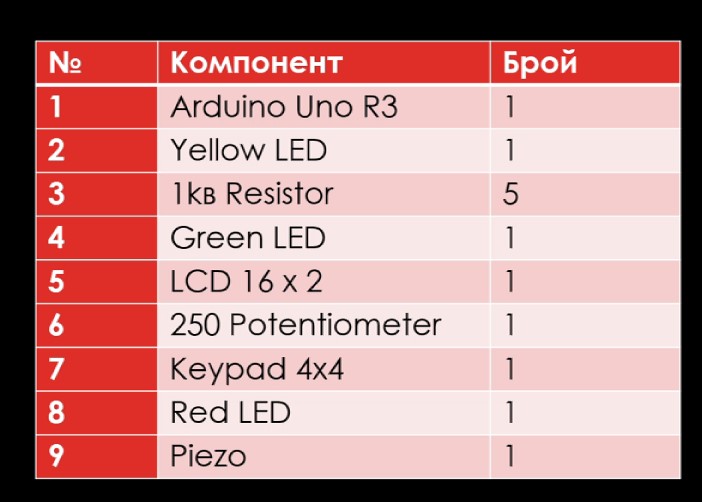 № Компонент Брой
1 Arduino Uno R3 1
2 Yellow LED 1
3 1кв Resistor 5
4 Green LED 1
5 LCD 16 x 2 1
6 250 Potentiometer 1
7 Keypad 4x4 1
8 Red LED 1
9 Piezo 1